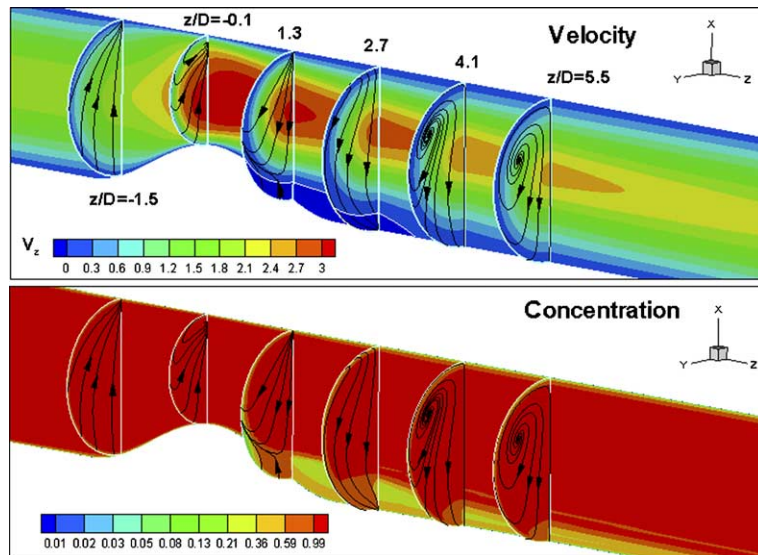 z/D=-0.1
1.3
2.7
4.1
Velocity
z/D=5.5
X
Y
Z
z/D=-1.5
Vz
0 0.3 0.6 0.9 1.2 1.5 1.8 2.1 2.4 2.7 3
Concentration
X
Y
Z
0.01 0.02 0.03 0.05 0.08 0.13 0.21 0.36 0.59 0.99